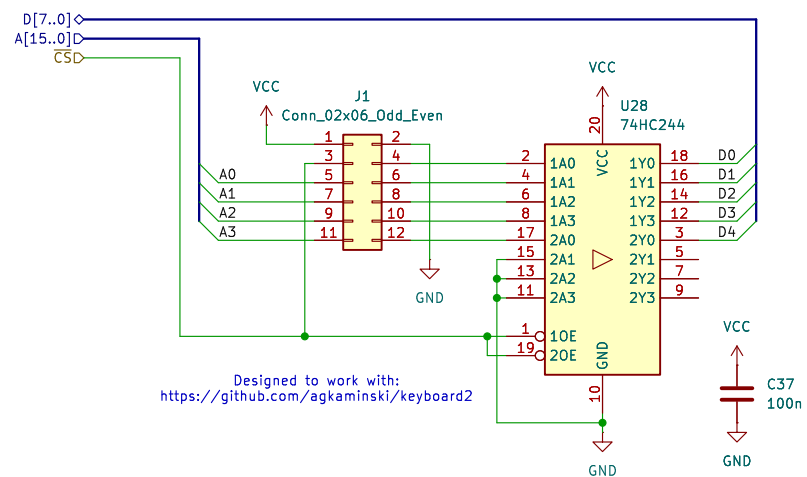 D[7..0]
A[15..0]
CS
VCC
J1
Conn_02x06_Odd_Even
1 2
3 4
A0 5 6
A1 7 8
A2 9 10
A3 11 12
GND
VCC
U28
74HC244
20
VCC
2 1A0 1Y0 18 D0
4 1A1 1Y1 16 D1
6 1A2 1Y2 14 D2
8 1A3 1Y3 12 D3
17 2A0 2Y0 3 D4
15 2A1 2Y1 5
13 2A2 2Y2 7
11 2A3 2Y3 9
1 1OE
19 2OE
GND
10
GND
VCC
C37
100n
GND
Designed to work with:
https://github.com/agkaminski/keyboard2